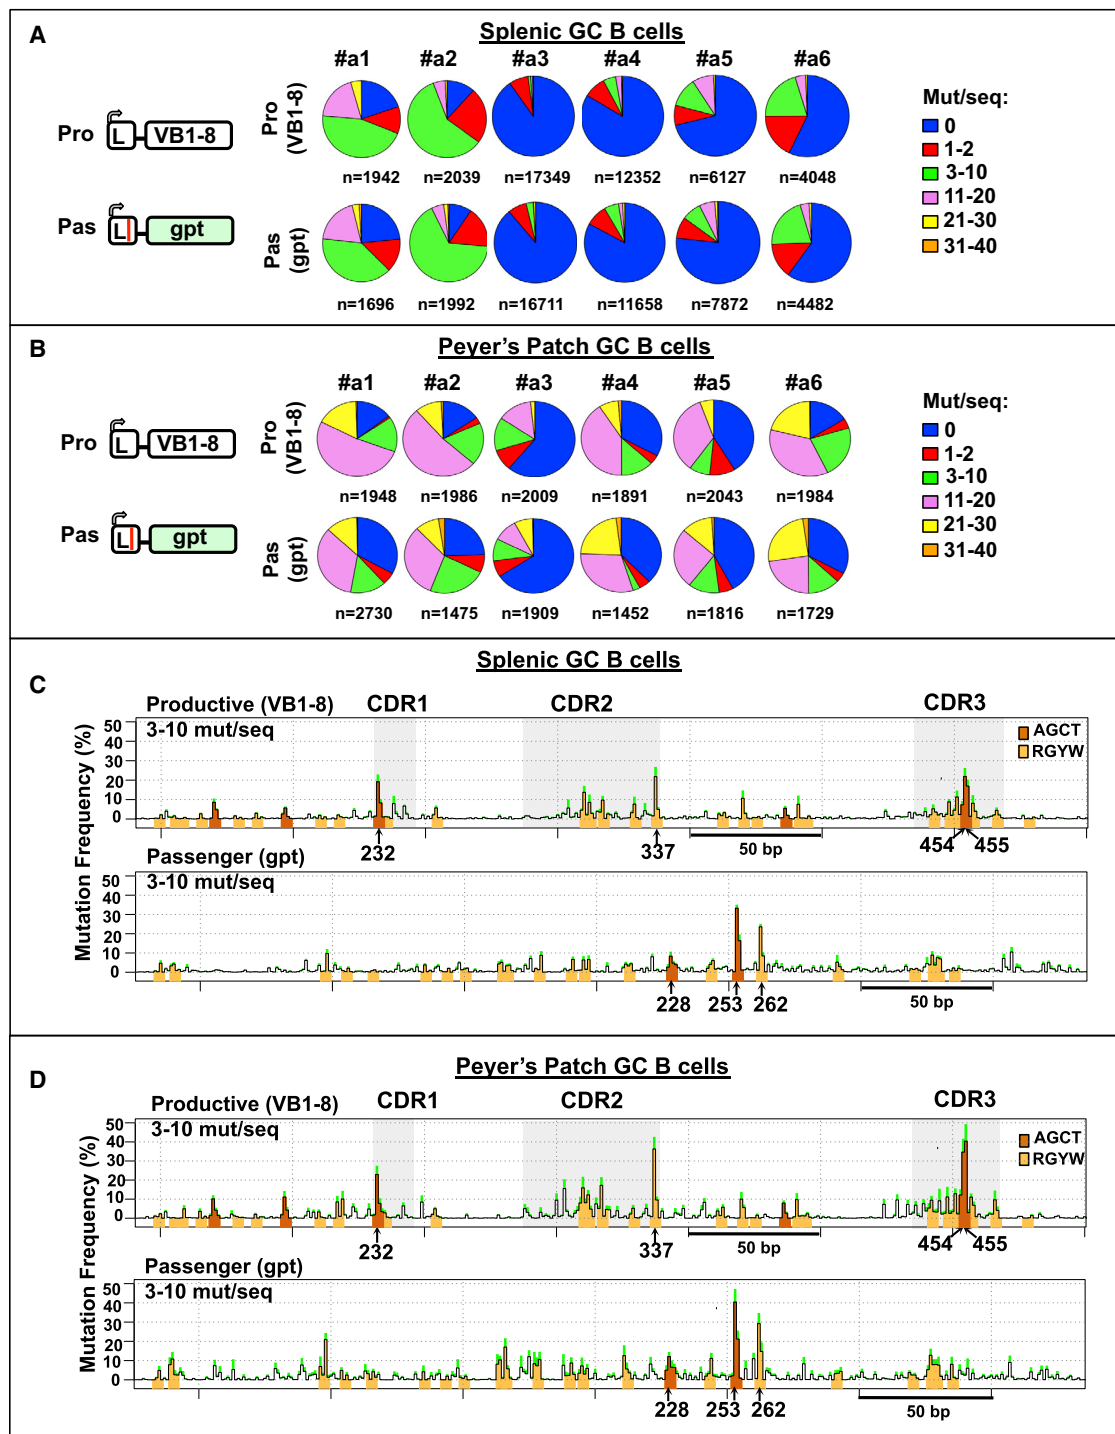 A
Splenic GC B cells
#a1 #a2 #a3 #a4 #a5 #a6
Pro L VB1-8
Pro (VB1-8)
n=1942 n=2039 n=17349 n=12352 n=6127 n=4048
Pas L gpt
Pas (gpt)
n=1696 n=1992 n=16711 n=11658 n=7872 n=4482
Mut/seq:
0
1-2
3-10
11-20
21-30
31-40
B
Peyer's Patch GC B cells
#a1 #a2 #a3 #a4 #a5 #a6
Pro L VB1-8
Pro (VB1-8)
n=1948 n=1986 n=2009 n=1891 n=2043 n=1984
Pas L gpt
Pas (gpt)
n=2730 n=1475 n=1909 n=1452 n=1816 n=1729
Mut/seq:
0
1-2
3-10
11-20
21-30
31-40
C
Splenic GC B cells
Productive (VB1-8) CDR1 CDR2 CDR3
3-10 mut/seq
AGCT
RGYW
Mutation Frequency (%)
50
40
30
20
10
0
232 337 50 bp 454 455
Passenger (gpt)
3-10 mut/seq
50
40
30
20
10
0
228 253 262 50 bp
D
Peyer's Patch GC B cells
Productive (VB1-8) CDR1 CDR2 CDR3
3-10 mut/seq
AGCT
RGYW
Mutation Frequency (%)
50
40
30
20
10
0
232 337 50 bp 454 455
Passenger (gpt)
3-10 mut/seq
50
40
30
20
10
0
228 253 262 50 bp